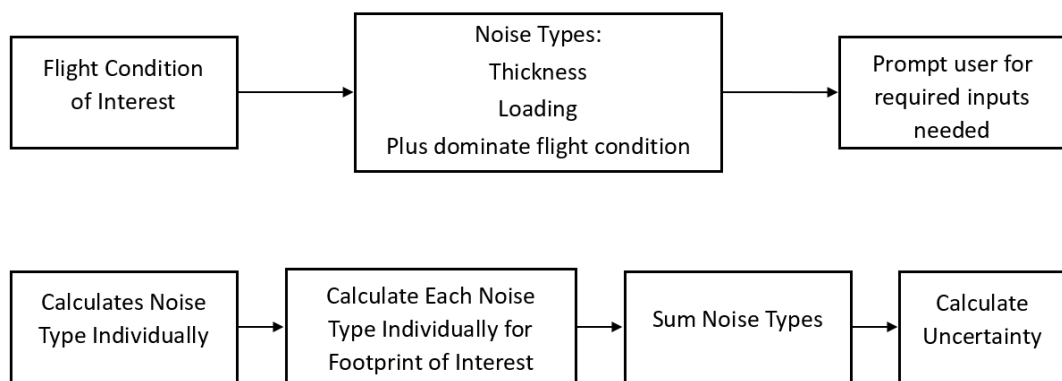 Flight Condition
of Interest
Noise Types:
Thickness
Loading
Plus dominate flight condition
Prompt user for
required inputs
needed
Calculates Noise
Type Individually
Calculate Each Noise
Type Individually for
Footprint of Interest
Sum Noise Types
Calculate
Uncertainty